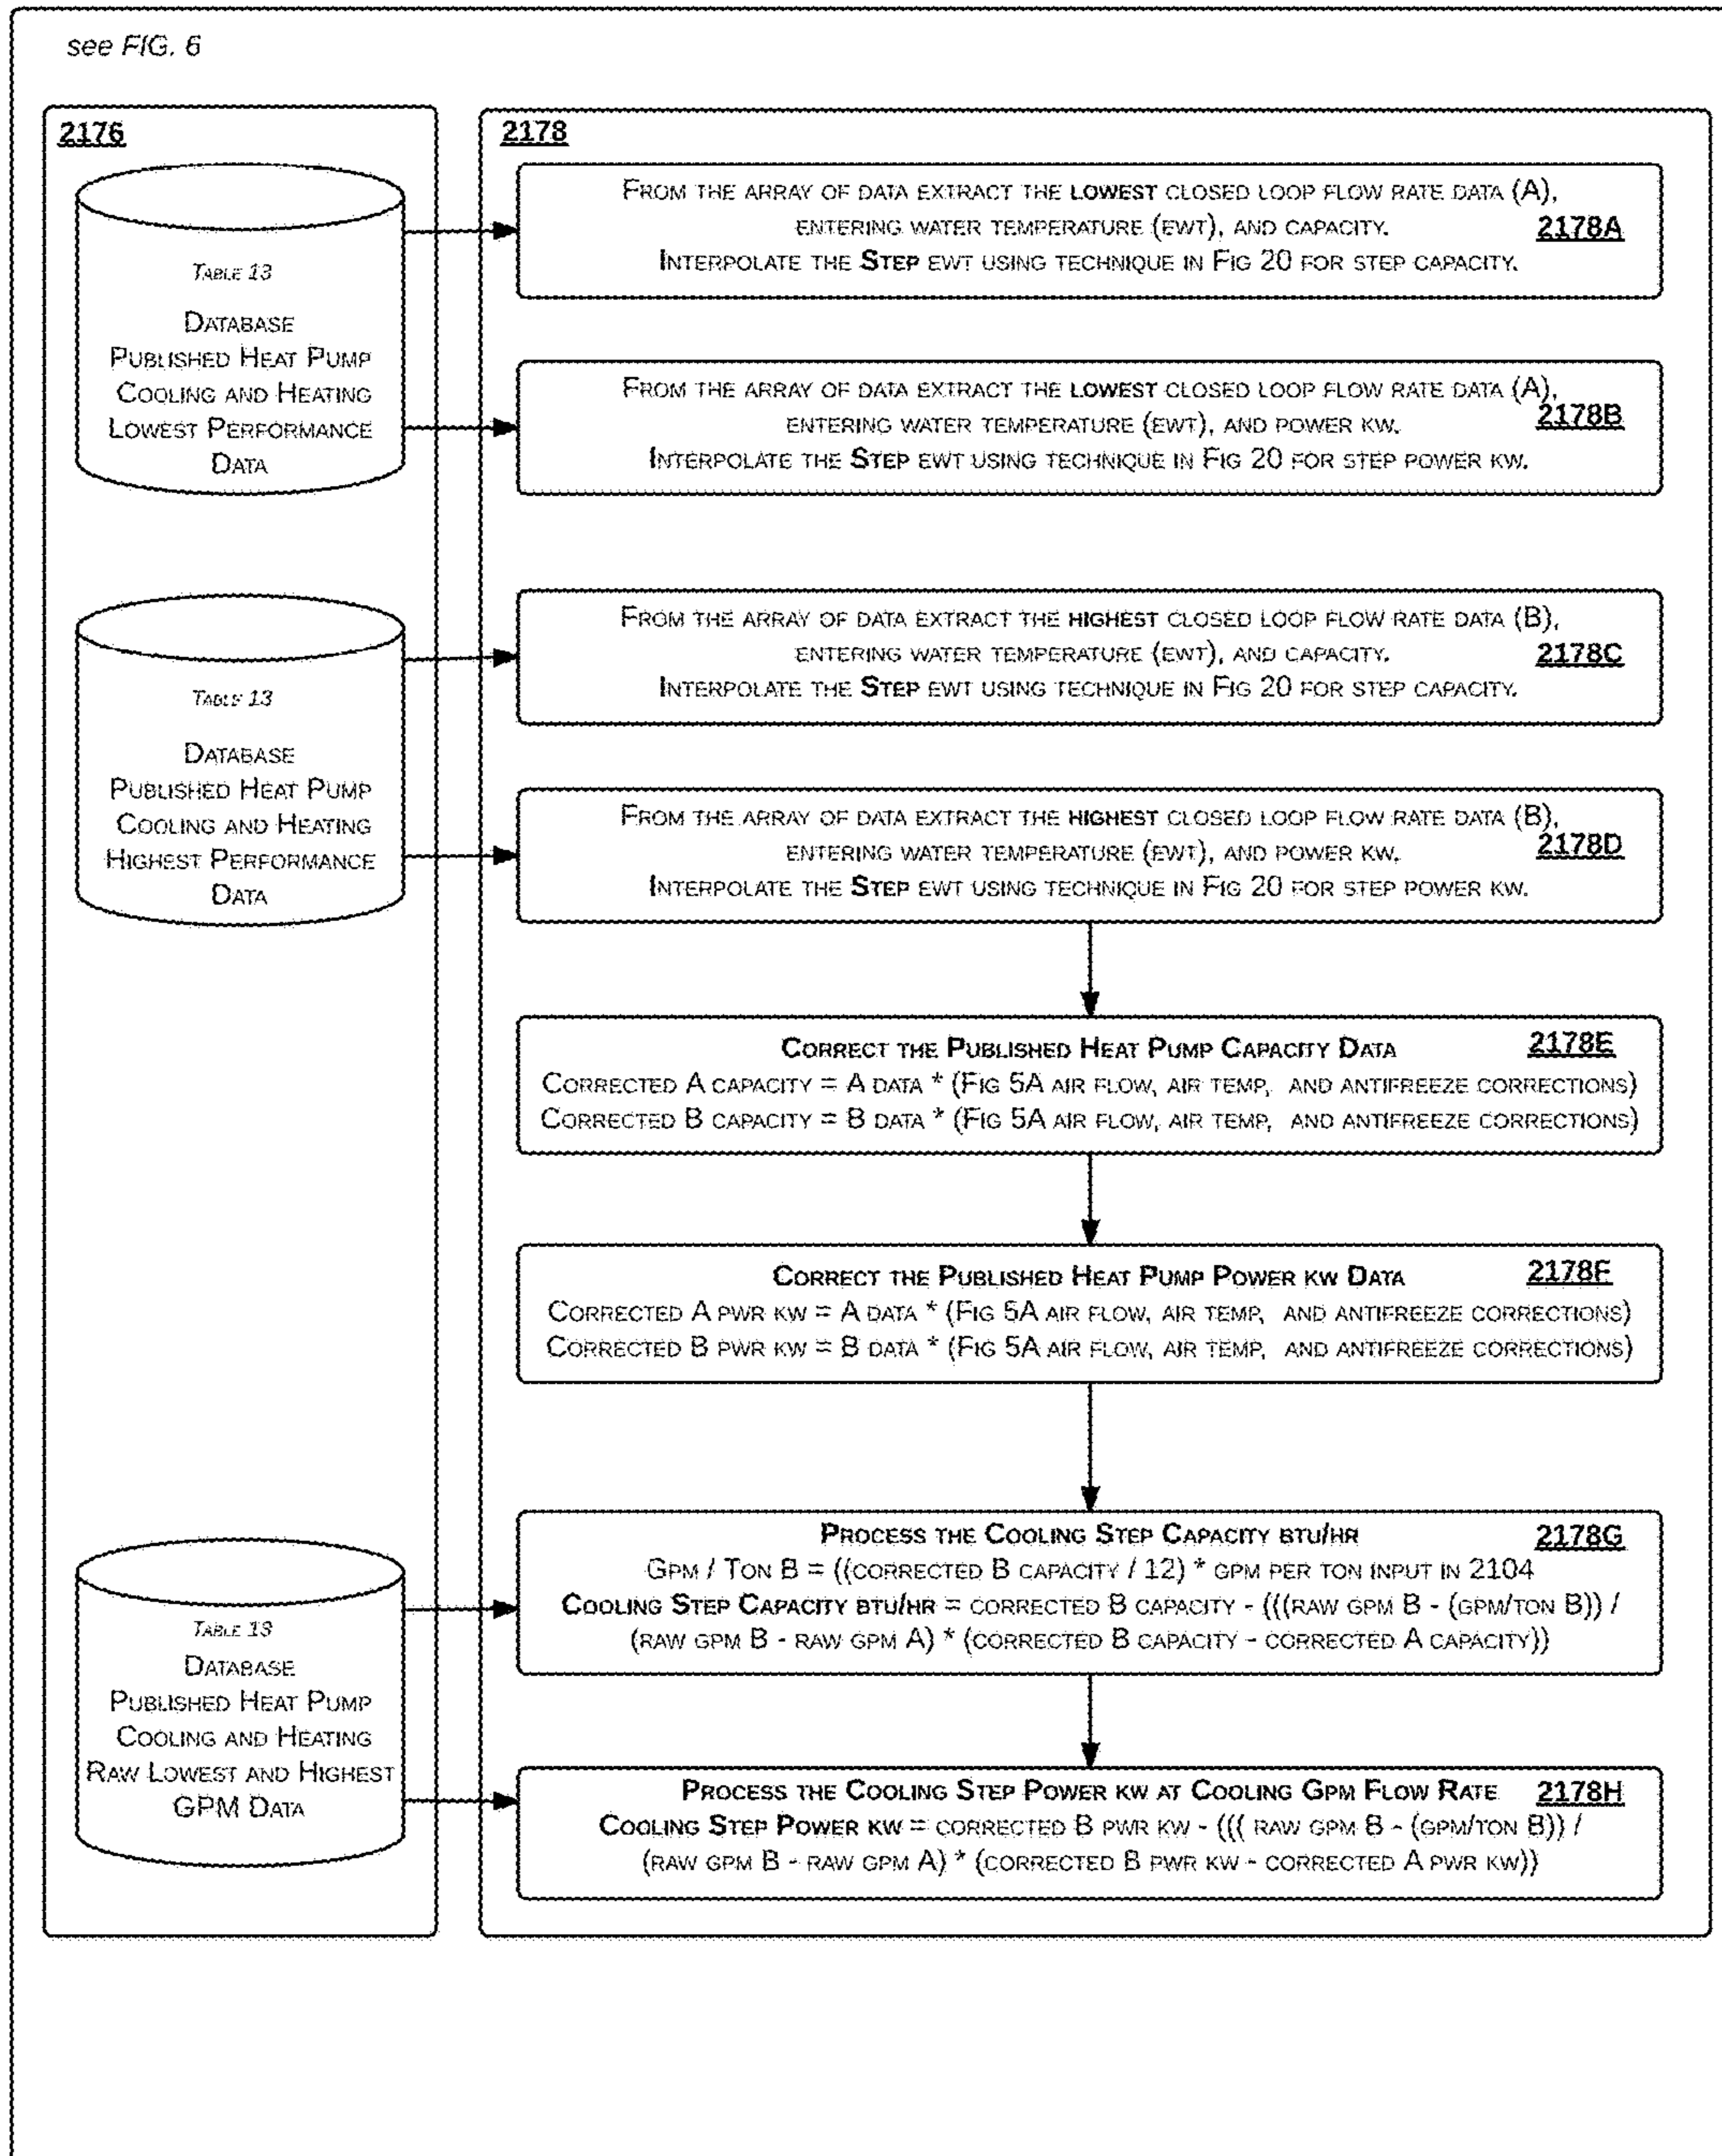 see FIG. 6
2176
Table 13
Database
Published Heat Pump
Cooling and Heating
Lowest Performance
Data
Table 13
Database
Published Heat Pump
Cooling and Heating
Highest Performance
Data
Table 13
Database
Published Heat Pump
Cooling and Heating
Raw Lowest and Highest
GPM Data
2178
From the array of data extract the lowest closed loop flow rate data (A),
entering water temperature (ewt), and capacity.
2178A
Interpolate the Step ewt using technique in Fig 20 for step capacity.
From the array of data extract the lowest closed loop flow rate data (A),
entering water temperature (ewt), and power kw.
2178B
Interpolate the Step ewt using technique in Fig 20 for step power kw.
From the array of data extract the highest closed loop flow rate data (B),
entering water temperature (ewt), and capacity.
2178C
Interpolate the Step ewt using technique in Fig 20 for step capacity.
From the array of data extract the highest closed loop flow rate data (B),
entering water temperature (ewt), and power kw.
2178D
Interpolate the Step ewt using technique in Fig 20 for step power kw.
Correct the Published Heat Pump Capacity Data
2178E
Corrected A capacity = A data * (Fig 5A air flow, air temp, and antifreeze corrections)
Corrected B capacity = B data * (Fig 5A air flow, air temp, and antifreeze corrections)
Correct the Published Heat Pump Power kw Data
2178F
Corrected A pwr kw = A data * (Fig 5A air flow, air temp, and antifreeze corrections)
Corrected B pwr kw = B data * (Fig 5A air flow, air temp, and antifreeze corrections)
Process the Cooling Step Capacity btu/hr
2178G
Gpm / Ton B = ((corrected B capacity / 12) * gpm per ton input in 2104
Cooling Step Capacity btu/hr = corrected B capacity - (((raw gpm B - (gpm/ton B)) /
(raw gpm B - raw gpm A) * (corrected B capacity - corrected A capacity))
Process the Cooling Step Power kw at Cooling Gpm Flow Rate
2178H
Cooling Step Power kw = corrected B pwr kw - ((( raw gpm B - (gpm/ton B)) /
(raw gpm B - raw gpm A) * (corrected B pwr kw - corrected A pwr kw))